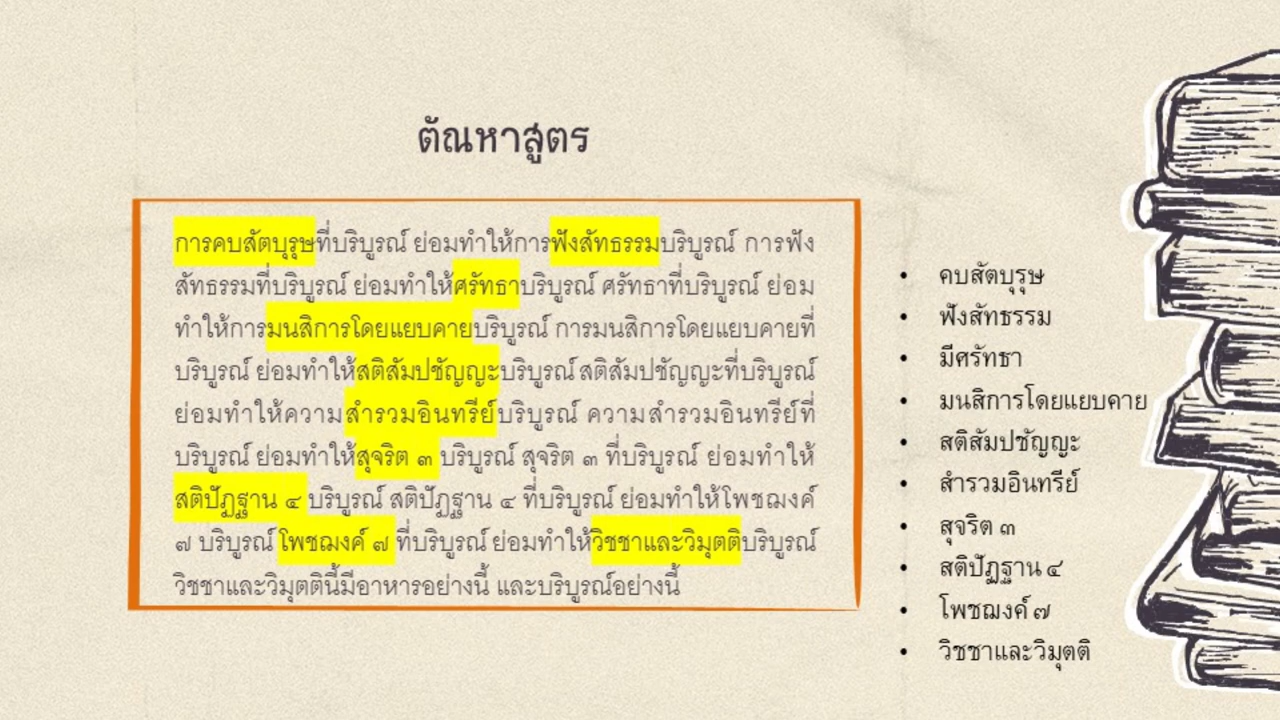 ตัณหาสูตร
การคบสัตบุรุษที่บริบูรณ์ ย่อมทำให้การฟังสัทธรรมบริบูรณ์ การฟัง
สัทธรรมที่บริบูรณ์ ย่อมทำให้ศรัทธาบริบูรณ์ ศรัทธาที่บริบูรณ์ ย่อม
ทำให้การมนสิการโดยแยบคายบริบูรณ์ การมนสิการโดยแยบคายที่
บริบูรณ์ ย่อมทำให้สติสัมปชัญญะบริบูรณ์ สติสัมปชัญญะที่บริบูรณ์
ย่อมทำให้ความสำรวมอินทรีย์บริบูรณ์ ความสำรวมอินทรีย์ที่
บริบูรณ์ ย่อมทำให้สุจริต ๓ บริบูรณ์ สุจริต ๓ ที่บริบูรณ์ ย่อมทำให้
สติปัฏฐาน ๔ บริบูรณ์ สติปัฏฐาน ๔ ที่บริบูรณ์ ย่อมทำให้โพชฌงค์
๗ บริบูรณ์ โพชฌงค์ ๗ ที่บริบูรณ์ ย่อมทำให้วิชชาและวิมุตติบริบูรณ์
วิชชาและวิมุตตินี้มีอาหารอย่างนี้ และบริบูรณ์อย่างนี้
• คบสัตบุรุษ
• ฟังสัทธรรม
• มีศรัทธา
• มนสิการโดยแยบคาย
• สติสัมปชัญญะ
• สำรวมอินทรีย์
• สุจริต ๓
• สติปัฏฐาน ๔
• โพชฌงค์ ๗
• วิชชาและวิมุตติ